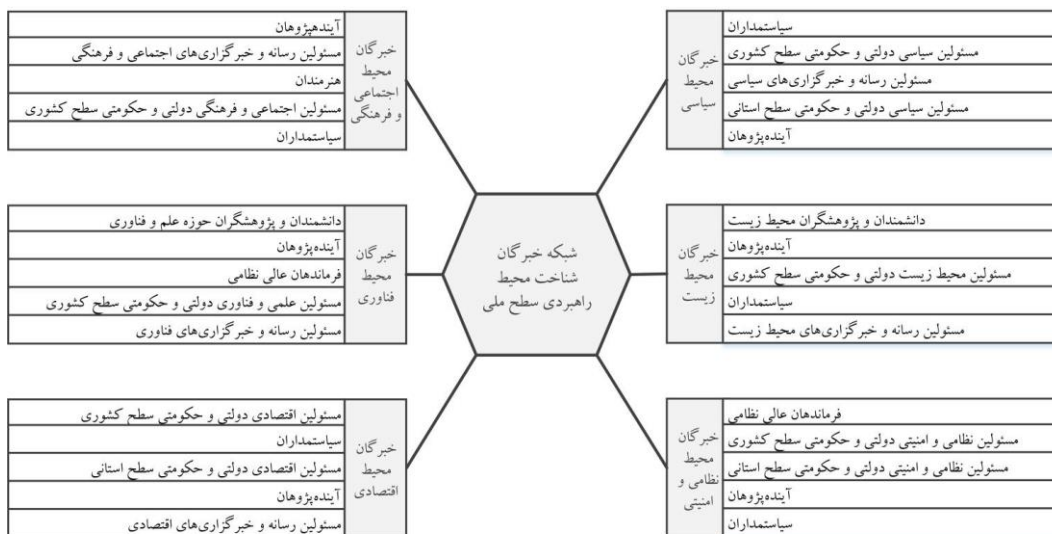 خبرگان
محیط
سیاسی
سیاستمداران
مسئولین سیاسی دولتی و حکومتی سطح کشوری
مسئولین رسانه و خبرگزاری‌های سیاسی
مسئولین سیاسی دولتی و حکومتی سطح استانی
آینده‌پژوهان
خبرگان
محیط
اجتماعی
و فرهنگی
آیندهپژوهان
مسئولین رسانه و خبرگزاری‌های اجتماعی و فرهنگی
هنرمندان
مسئولین اجتماعی و فرهنگی دولتی و حکومتی سطح کشوری
سیاستمداران
خبرگان
محیط
زیست
دانشمندان و پژوهشگران محیط زیست
آینده‌پژوهان
مسئولین محیط زیست دولتی و حکومتی سطح کشوری
سیاستمداران
مسئولین رسانه و خبرگزاری‌های محیط زیست
شبکه خبرگان
شناخت محیط
راهبردی سطح ملی
خبرگان
محیط
فناوری
دانشمندان و پژوهشگران حوزه علم و فناوری
آینده‌پژوهان
فرماندهان عالی نظامی
مسئولین علمی و فناوری دولتی و حکومتی سطح کشوری
مسئولین رسانه و خبرگزاری‌های فناوری
خبرگان
محیط
نظامی و
امنیتی
فرماندهان عالی نظامی
مسئولین نظامی و امنیتی دولتی و حکومتی سطح کشوری
مسئولین نظامی و امنیتی دولتی و حکومتی سطح استانی
آینده‌پژوهان
سیاستمداران
خبرگان
محیط
اقتصادی
مسئولین اقتصادی دولتی و حکومتی سطح کشوری
سیاستمداران
مسئولین اقتصادی دولتی و حکومتی سطح استانی
آینده‌پژوهان
مسئولین رسانه و خبرگزاری‌های اقتصادی